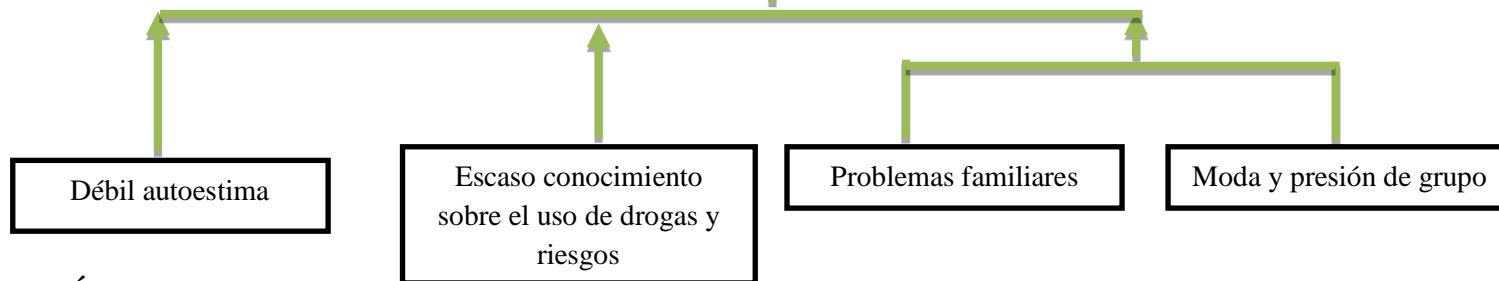 Débil autoestima
Escaso conocimiento
sobre el uso de drogas y
riesgos
Problemas familiares
Moda y presión de grupo